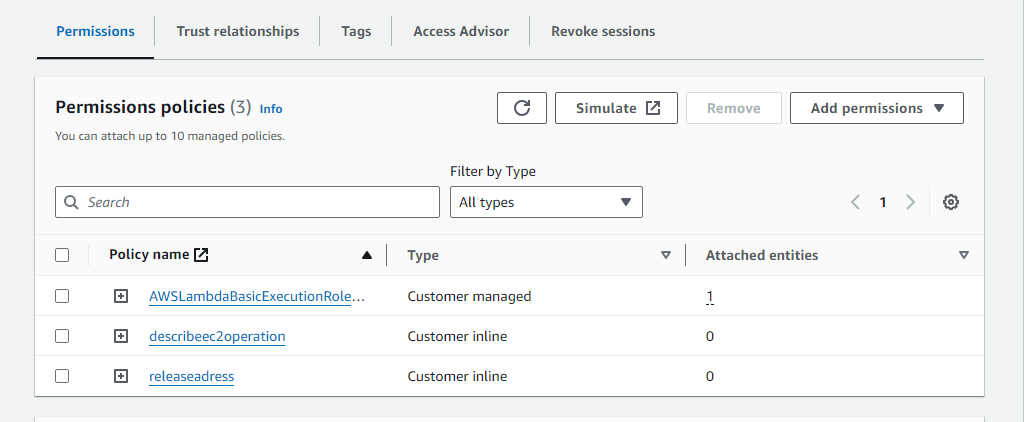 Permissions Trust relationships Tags Access Advisor Revoke sessions
Permissions policies (3) Info
Simulate Remove Add permissions
You can attach up to 10 managed policies.
Filter by Type
Search All types 1
Policy name Type Attached entities
AWSLambdaBasicExecutionRole... Customer managed 1
describeec2operation Customer inline 0
releaseadress Customer inline 0